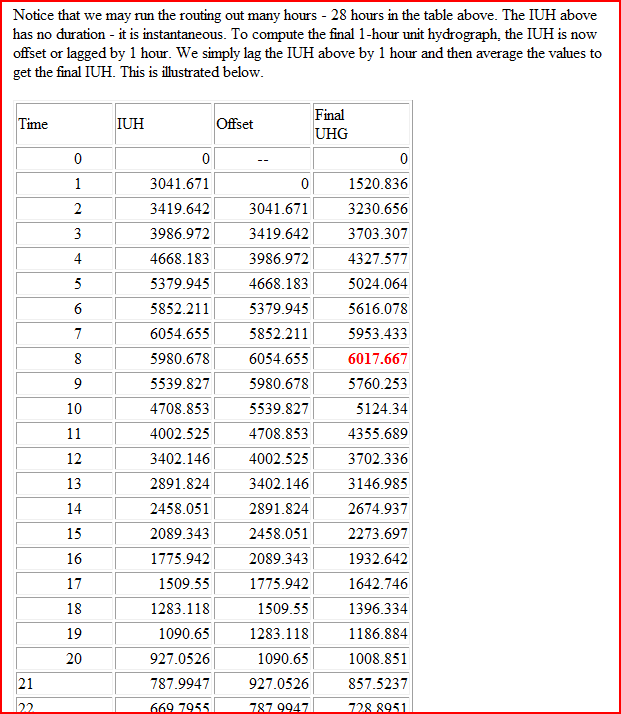 Notice that we may run the routing out many hours - 28 hours in the table above. The IUH above
has no duration - it is instantaneous. To compute the final 1-hour unit hydrograph, the IUH is now
offset or lagged by 1 hour. We simply lag the IUH above by 1 hour and then average the values to
get the final IUH. This is illustrated below.
Time IUH Offset Final UHG
0 0 -- 0
1 3041.671 0 1520.836
2 3419.642 3041.671 3230.656
3 3986.972 3419.642 3703.307
4 4668.183 3986.972 4327.577
5 5379.945 4668.183 5024.064
6 5852.211 5379.945 5616.078
7 6054.655 5852.211 5953.433
8 5980.678 6054.655 6017.667
9 5539.827 5980.678 5760.253
10 4708.853 5539.827 5124.34
11 4002.525 4708.853 4355.689
12 3402.146 4002.525 3702.336
13 2891.824 3402.146 3146.985
14 2458.051 2891.824 2674.937
15 2089.343 2458.051 2273.697
16 1775.942 2089.343 1932.642
17 1509.55 1775.942 1642.746
18 1283.118 1509.55 1396.334
19 1090.65 1283.118 1186.884
20 927.0526 1090.65 1008.851
21 787.9947 927.0526 857.5237
22 669.7955 787.9947 728.8951